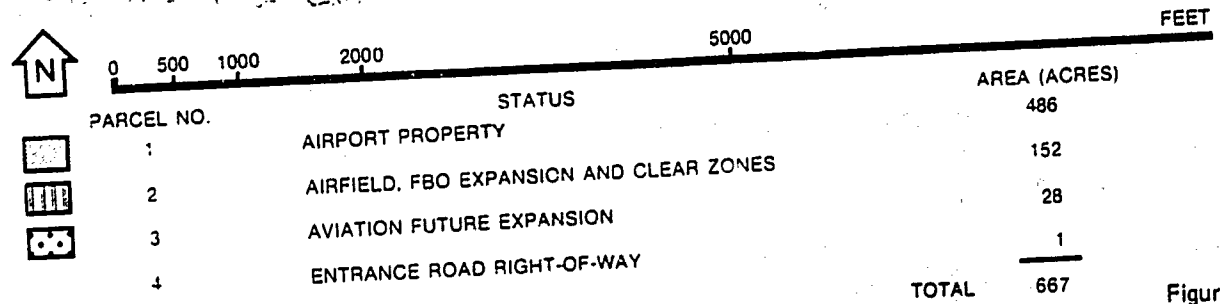 FEET
N
0 500 1000 2000 5000
PARCEL NO. STATUS AREA (ACRES)
1 AIRPORT PROPERTY 486
2 AIRFIELD, FBO EXPANSION AND CLEAR ZONES 152
3 AVIATION FUTURE EXPANSION 28
4 ENTRANCE ROAD RIGHT-OF-WAY 1
TOTAL 667
Figur